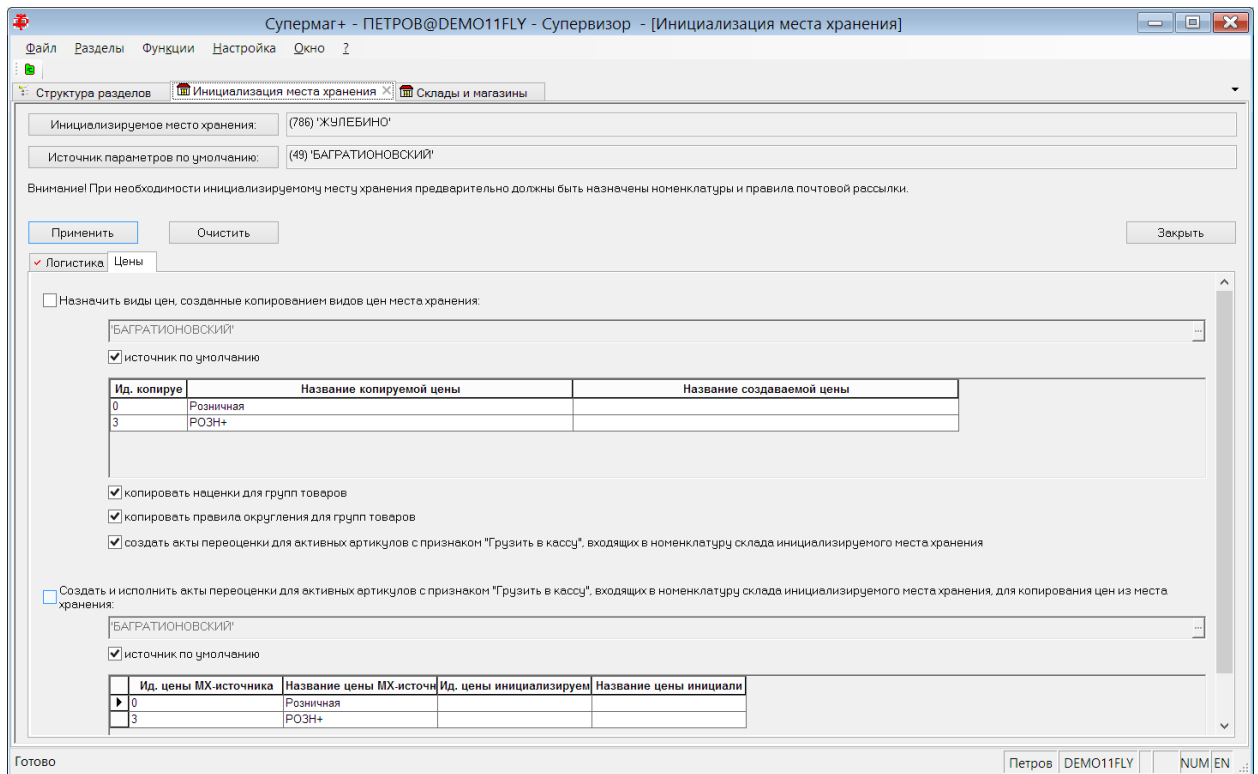 Супермаг+ - ПЕТРОВ@DEMO11FLY - Супервизор - [Инициализация места хранения]
Файл Разделы Функции Настройка Окно ?
Структура разделов Инициализация места хранения Склады и магазины
Инициализируемое место хранения: (786) 'ЖУЛЕБИНО'
Источник параметров по умолчанию: (49) 'БАГРАТИОНОВСКИЙ'
Внимание! При необходимости инициализируемому месту хранения предварительно должны быть назначены номенклатуры и правила почтовой рассылки.
Применить Очистить Закрыть
Логистика Цены
Назначить виды цен, созданные копированием видов цен места хранения:
'БАГРАТИОНОВСКИЙ' ...
источник по умолчанию
Ид. копируе Название копируемой цены Название создаваемой цены
0 Розничная
3 РОЗН+
копировать наценки для групп товаров
копировать правила округления для групп товаров
создать акты переоценки для активных артикулов с признаком "Грузить в кассу", входящих в номенклатуру склада инициализируемого места хранения
Создать и исполнить акты переоценки для активных артикулов с признаком "Грузить в кассу", входящих в номенклатуру склада инициализируемого места хранения, для копирования цен из места
хранения:
'БАГРАТИОНОВСКИЙ' ...
источник по умолчанию
Ид. цены МХ-источника Название цены МХ-источн Ид. цены инициализируем Название цены инициали
0 Розничная
3 РОЗН+
Готово Петров DEMO11FLY NUM EN